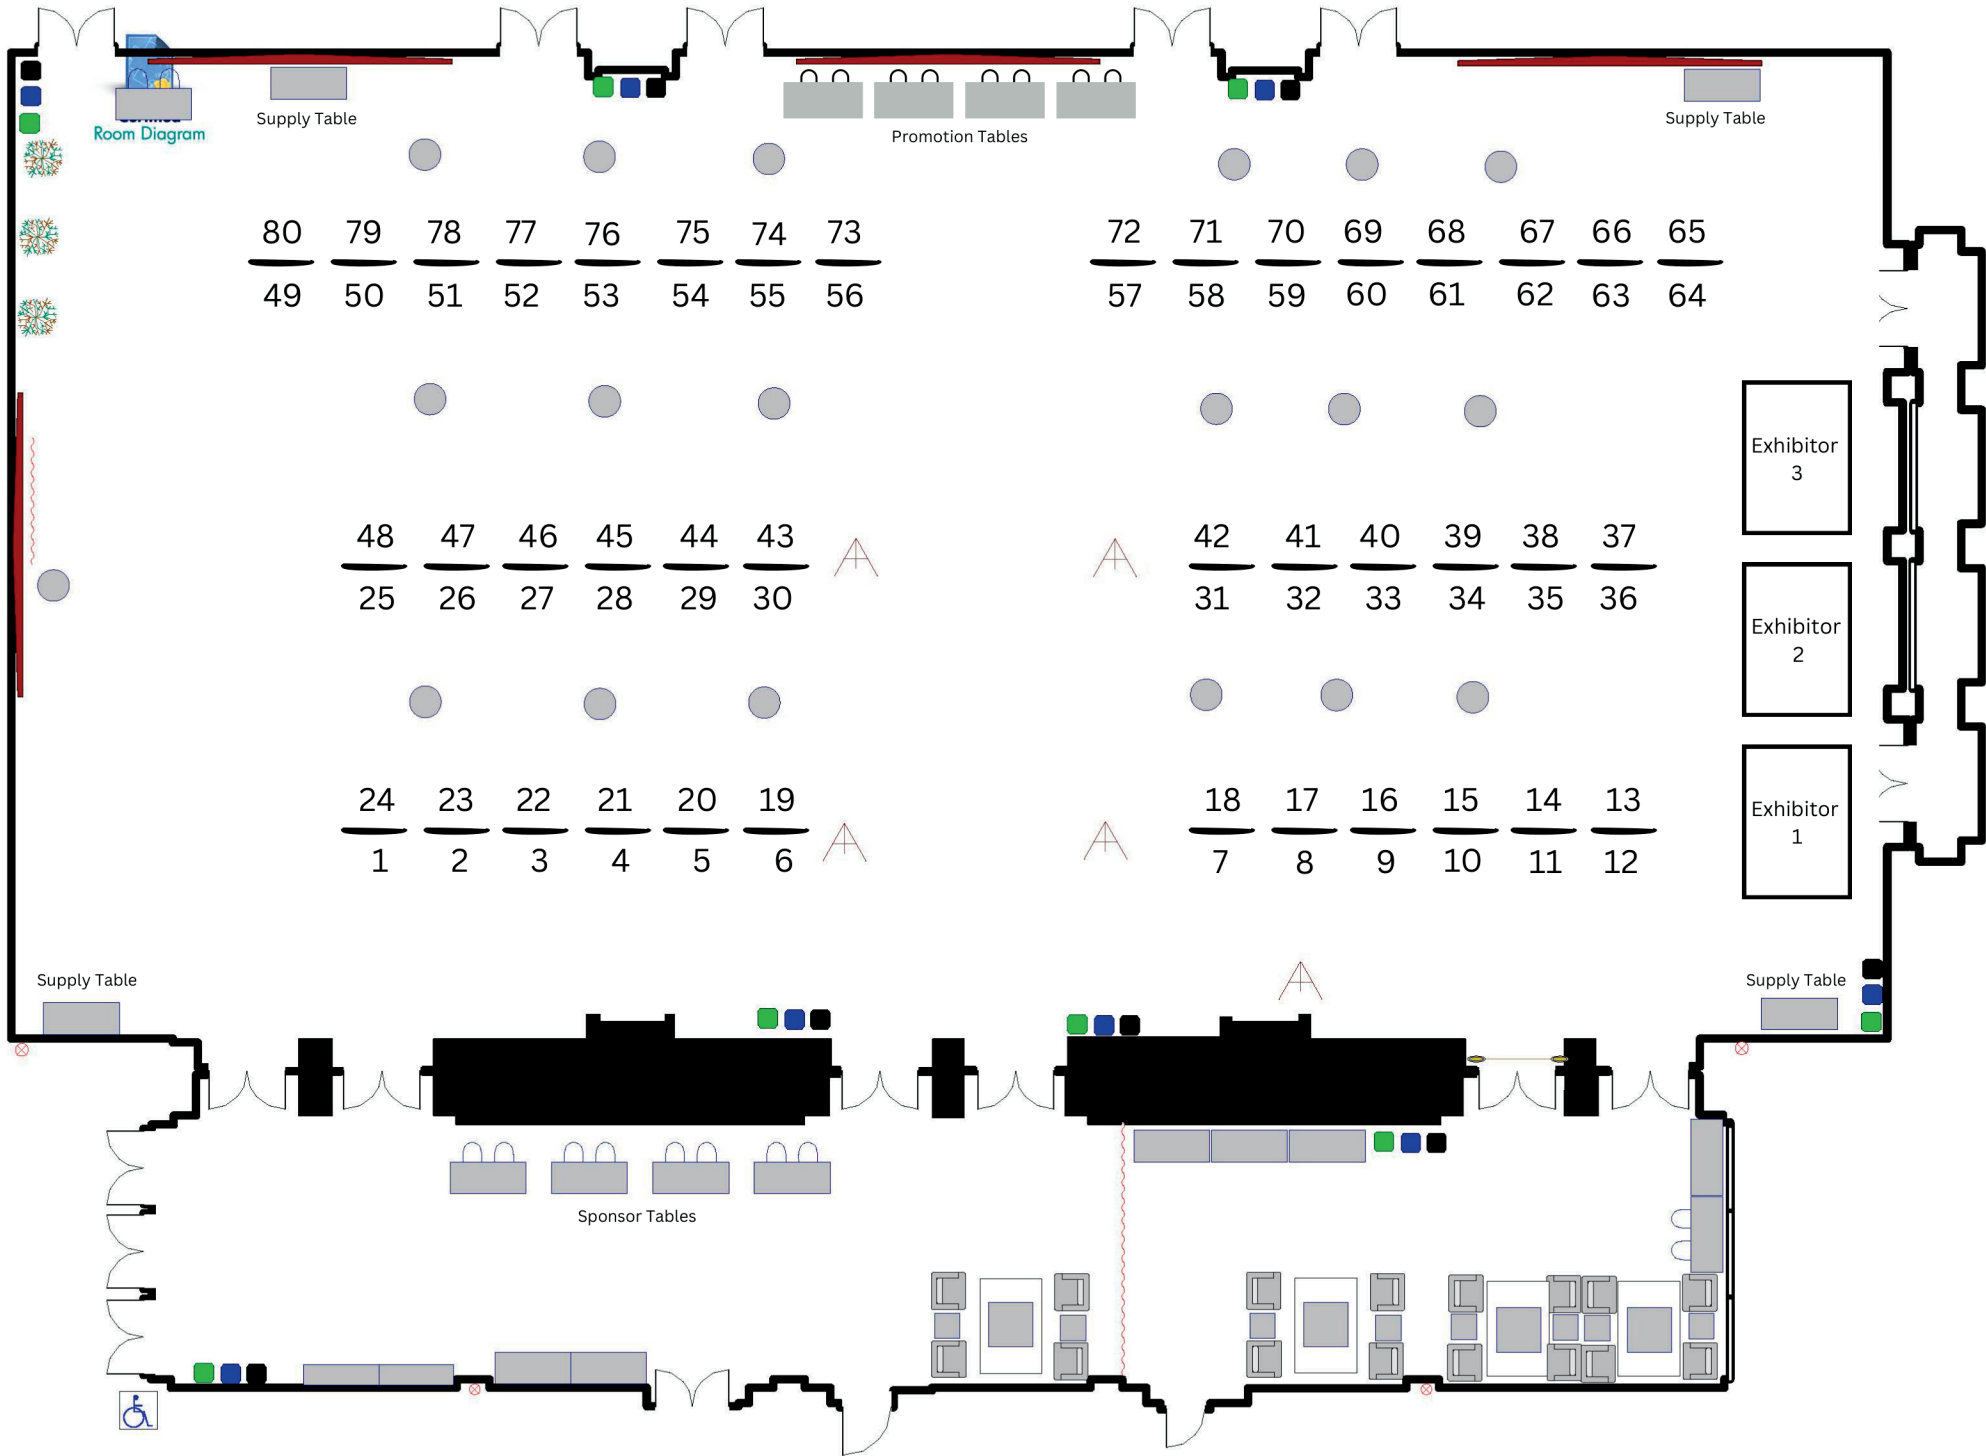 Room Diagram
Supply Table
Promotion Tables
Supply Table
80 79 78 77 76 75 74 73 72 71 70 69 68 67 66 65
49 50 51 52 53 54 55 56 57 58 59 60 61 62 63 64
Exhibitor
3
48 47 46 45 44 43 42 41 40 39 38 37
25 26 27 28 29 30 31 32 33 34 35 36
Exhibitor
2
24 23 22 21 20 19 18 17 16 15 14 13
1 2 3 4 5 6 7 8 9 10 11 12
Exhibitor
1
Supply Table
Supply Table
Sponsor Tables